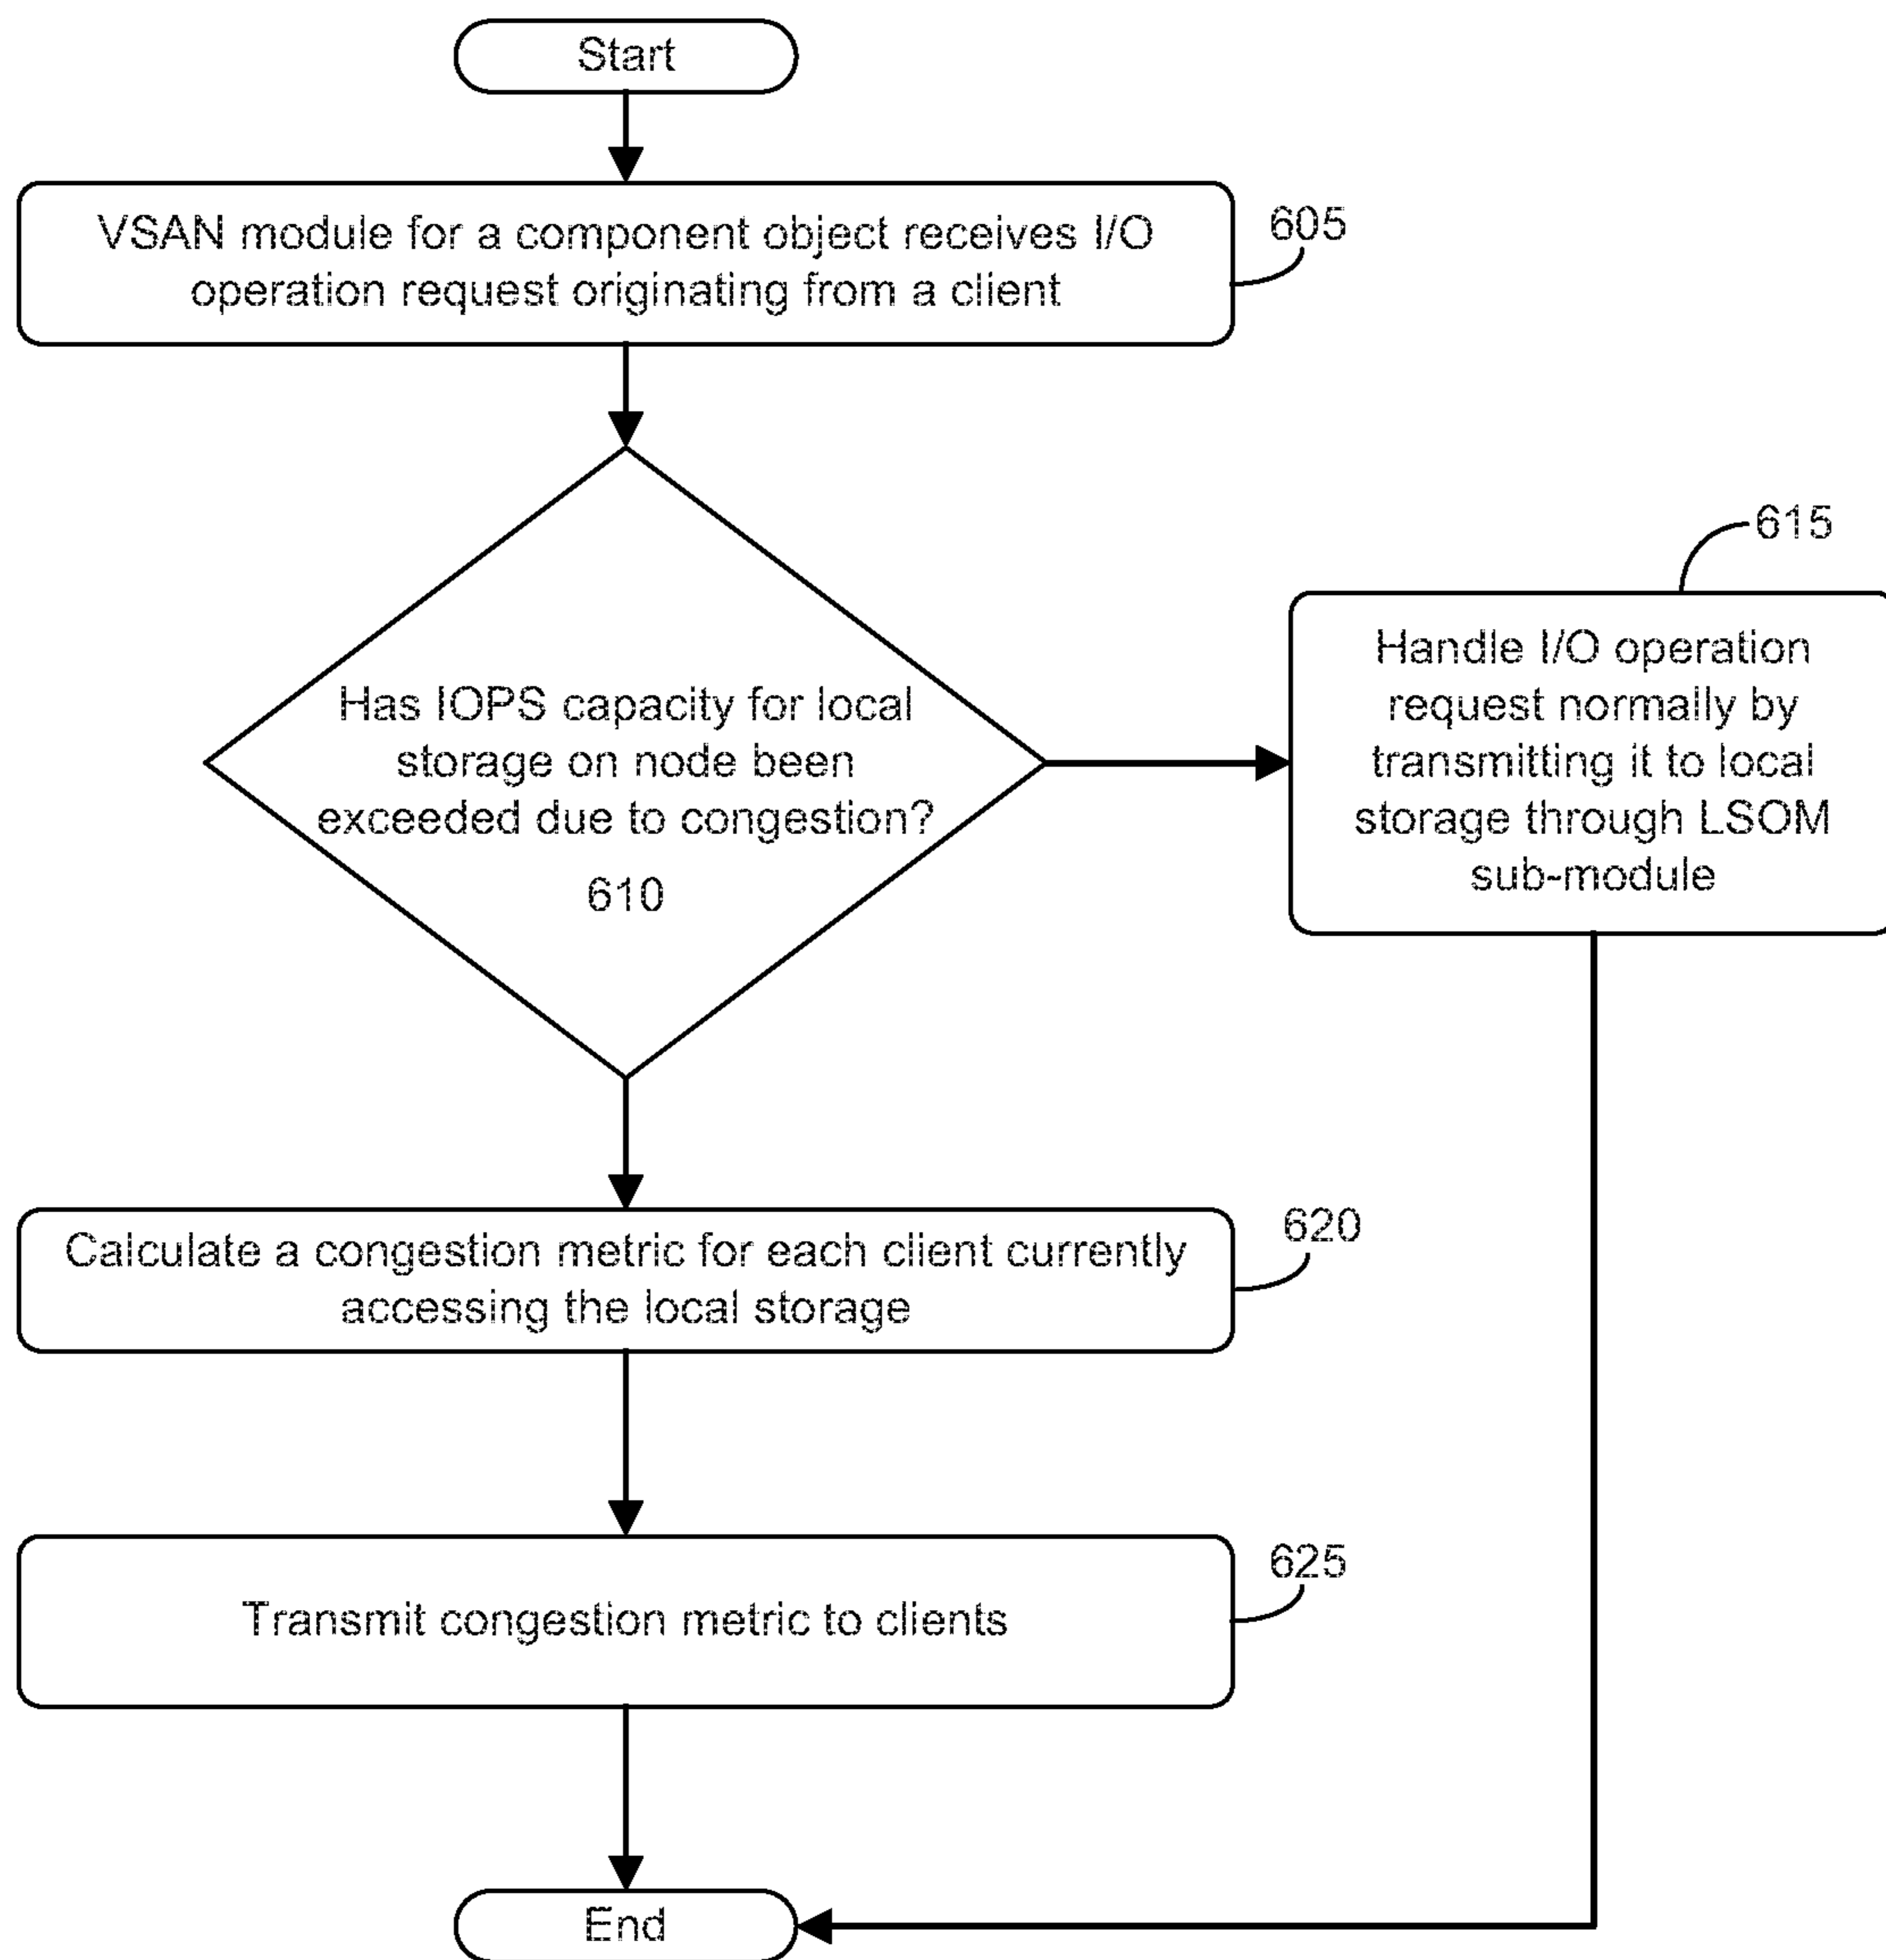 Start
VSAN module for a component object receives I/O
operation request originating from a client
605
Has IOPS capacity for local
storage on node been
exceeded due to congestion?
610
615
Handle I/O operation
request normally by
transmitting it to local
storage through LSOM
sub-module
Calculate a congestion metric for each client currently
accessing the local storage
620
Transmit congestion metric to clients
625
End